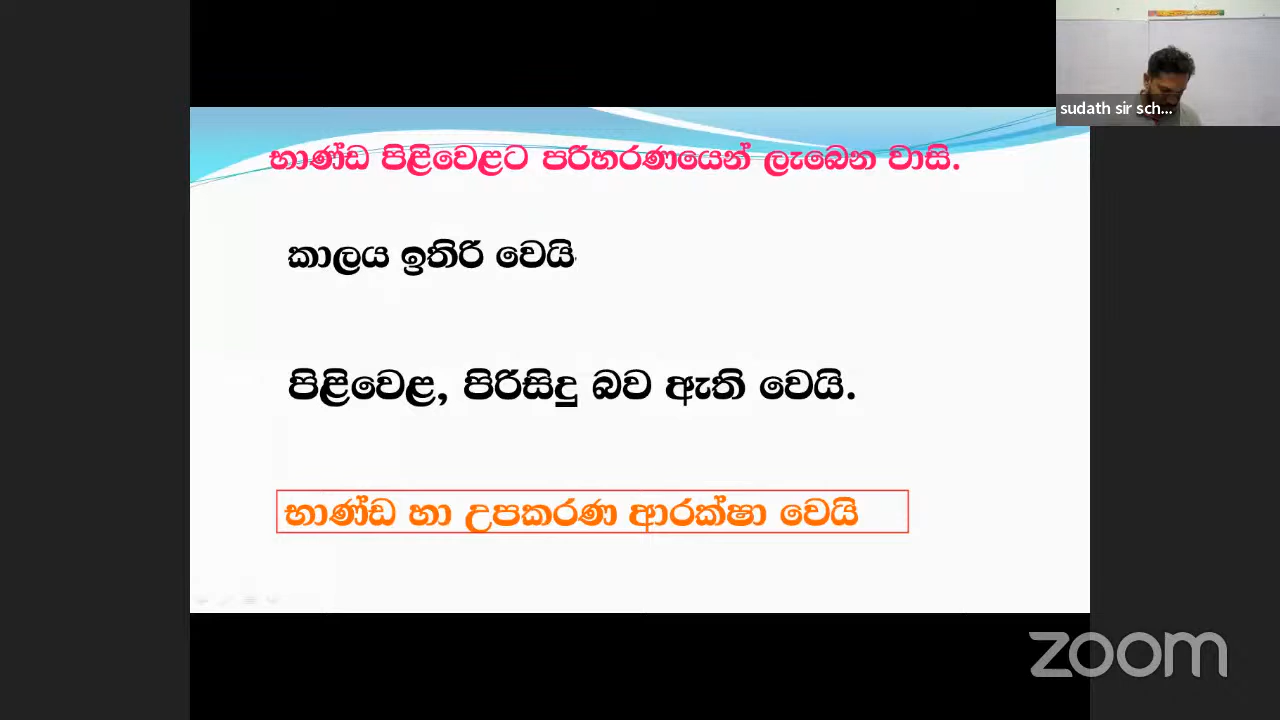 sudath sir sch...
භාණ්ඩ පිළිවෙළට පරිහරණයෙන් ලැබෙන වාසි.
කාලය ඉතිරි වෙයි
පිළිවෙළ, පිරිසිදු බව ඇති වෙයි.
භාණ්ඩ හා උපකරණ ආරක්ෂා වෙයි
zoom